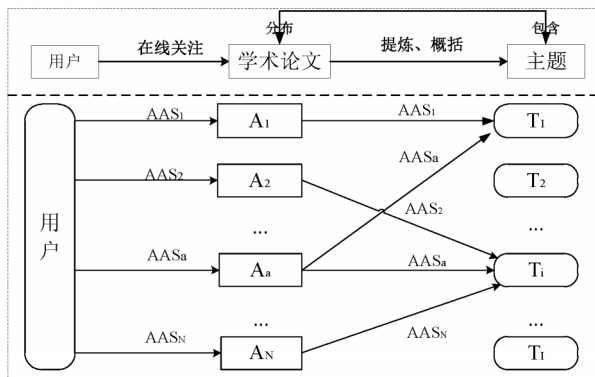 分布
包含
用户
在线关注
学术论文
提炼、概括
主题
AAS1
A1
AAS1
T1
AASa
AAS2
A2
T2
AAS2
...
...
用户
AASa
Aa
AASa
Ti
...
...
AASN
AN
AASN
TI